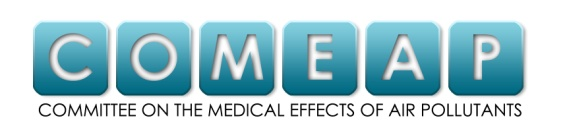 COMEAP
COMMITTEE ON THE MEDICAL EFFECTS OF AIR POLLUTANTS